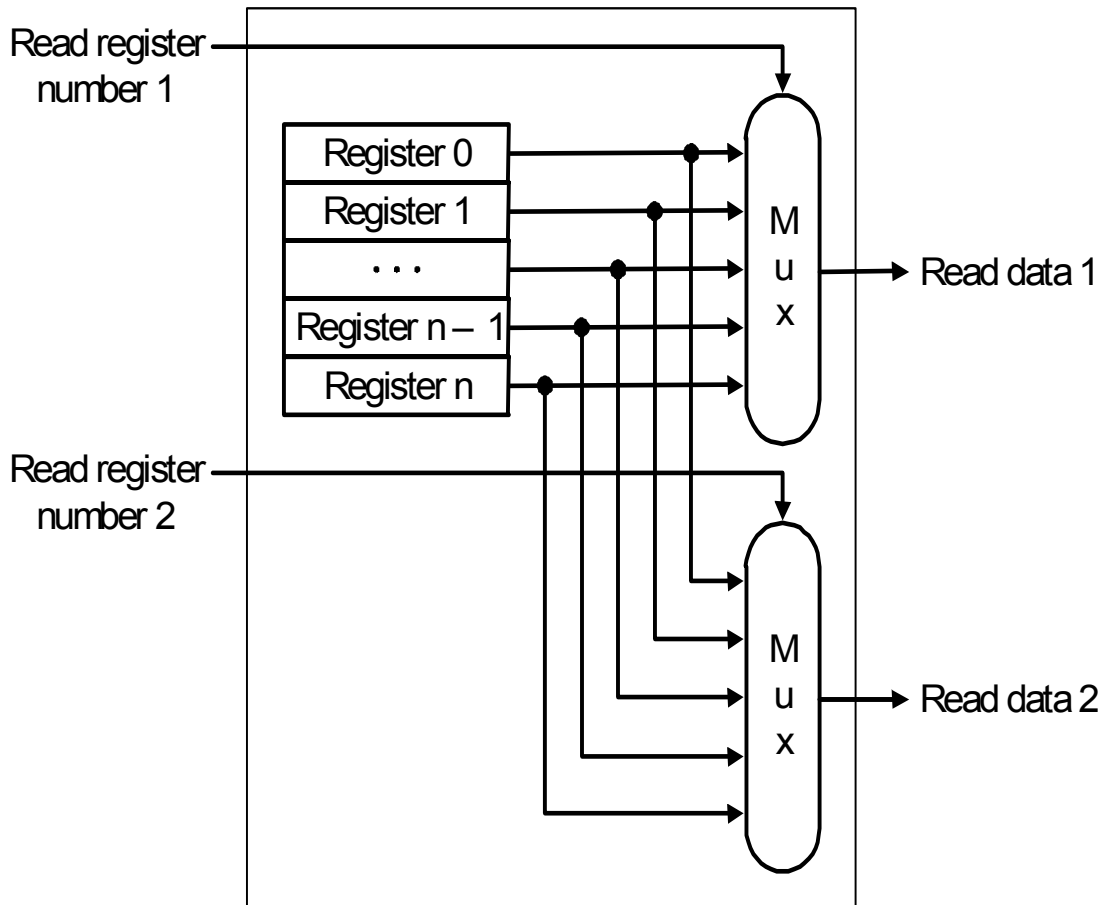 Read register
number 1
Register 0
Register 1
. . .
Register n – 1
Register n
M
u
x
Read data 1
Read register
number 2
M
u
x
Read data 2